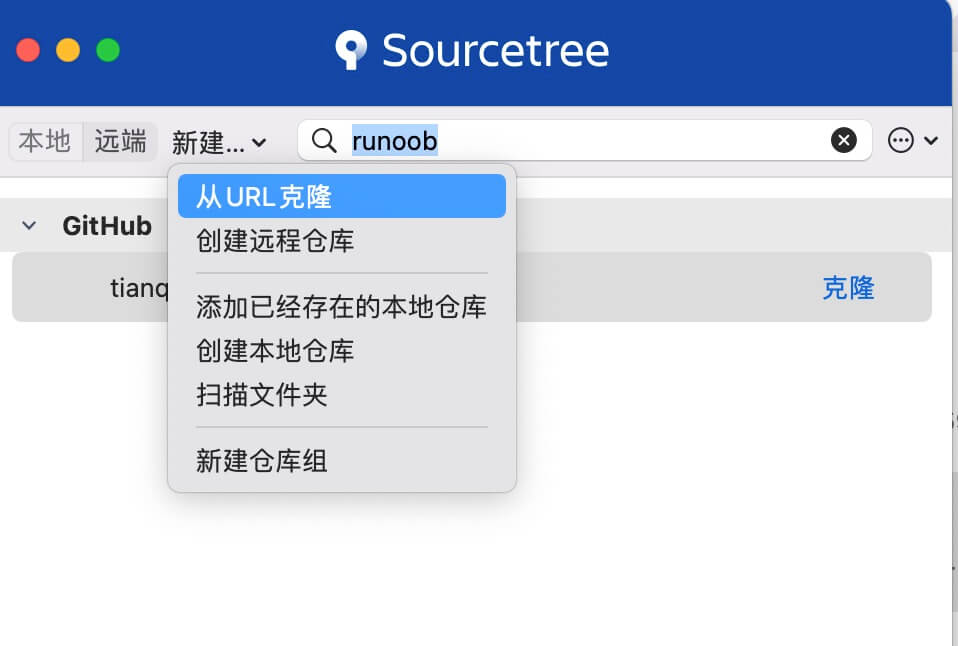 Sourcetree
本地 远端 新建... runoob
从URL克隆
GitHub
创建远程仓库
tianq 克隆
添加已经存在的本地仓库
创建本地仓库
扫描文件夹
新建仓库组